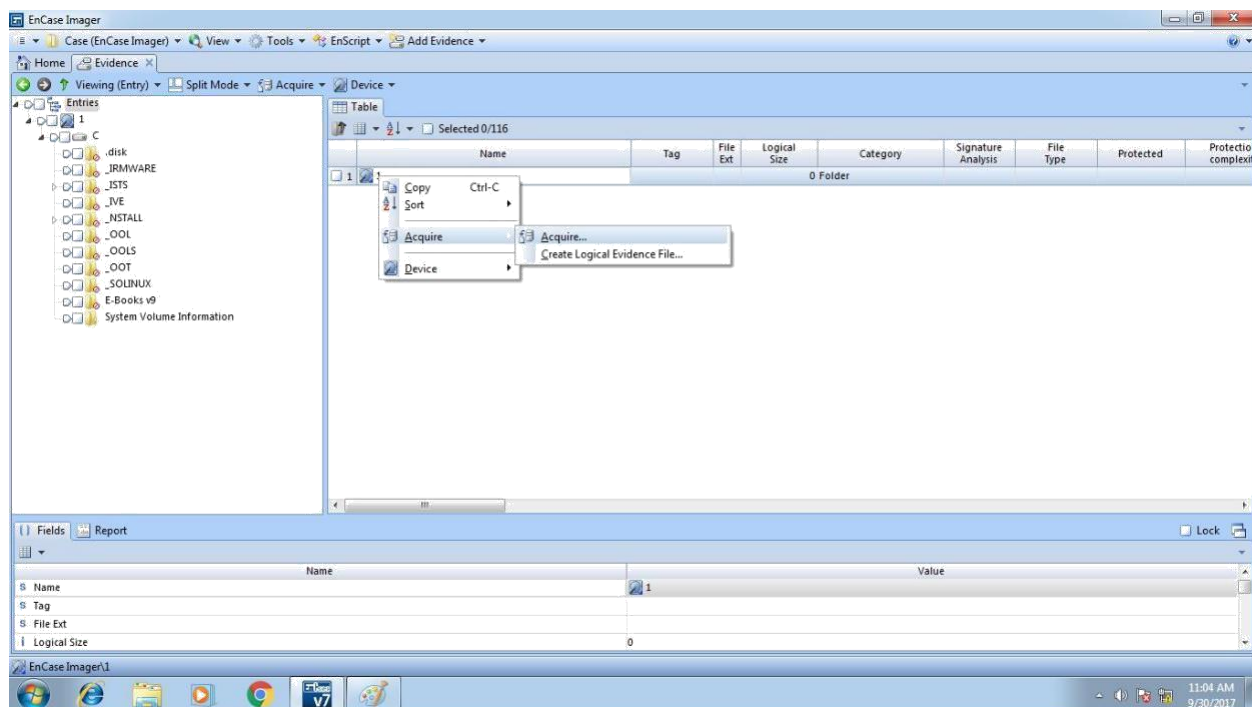 EnCase Imager
Case (EnCase Imager) View Tools EnScript Add Evidence
Home Evidence
Viewing (Entry) Split Mode Acquire Device
Entries
1
C
.disk
_IRMWARE
_ISTS
_IVE
_NSTALL
_OOL
_OOLS
_OOT
_SOLINUX
E-Books v9
System Volume Information
Table
Selected 0/116
Name Tag File Ext Logical Size Category Signature Analysis File Type Protected
1 0 Folder
Copy Ctrl-C
Sort
Acquire
Device
Acquire...
Create Logical Evidence File...
Fields Report Lock
Name Value
S Name 1
S Tag
S File Ext
i Logical Size 0
EnCase Imager\1
EnCase v7
11:04 AM
9/30/2017